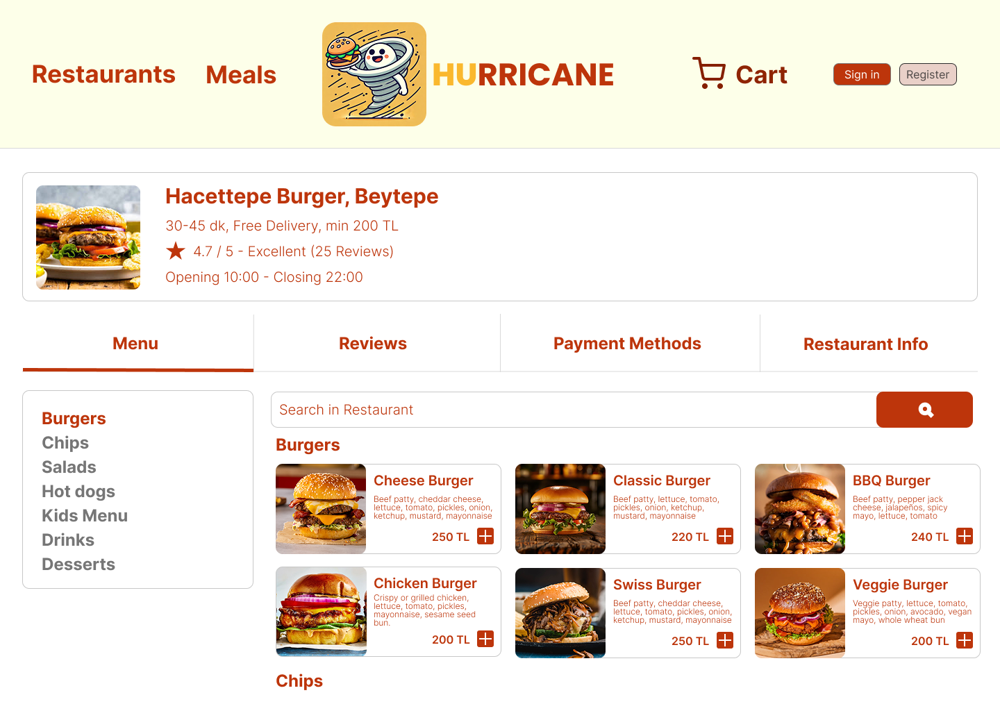 Restaurants
Meals
HURRICANE
Cart
Sign in
Register
Hacettepe Burger, Beytepe
30-45 dk, Free Delivery, min 200 TL
4.7 / 5 - Excellent (25 Reviews)
Opening 10:00 - Closing 22:00
Menu
Reviews
Payment Methods
Restaurant Info
Burgers
Chips
Salads
Hot dogs
Kids Menu
Drinks
Desserts
Search in Restaurant
Burgers
Cheese Burger
Beef patty, cheddar cheese,
lettuce, tomato, pickles, onion,
ketchup, mustard, mayonnaise
250 TL
Classic Burger
Beef patty, lettuce, tomato,
pickles, onion, ketchup,
mustard, mayonnaise
220 TL
BBQ Burger
Beef patty, pepper jack
cheese, jalapeños, spicy
mayo, lettuce, tomato
240 TL
Chicken Burger
Crispy or grilled chicken,
lettuce, tomato, pickles,
mayonnaise, sesame seed
bun.
200 TL
Swiss Burger
Beef patty, cheddar cheese,
lettuce, tomato, pickles, onion,
ketchup, mustard, mayonnaise
250 TL
Veggie Burger
Veggie patty, lettuce, tomato,
pickles, onion, avocado, vegan
mayo, whole wheat bun
200 TL
Chips